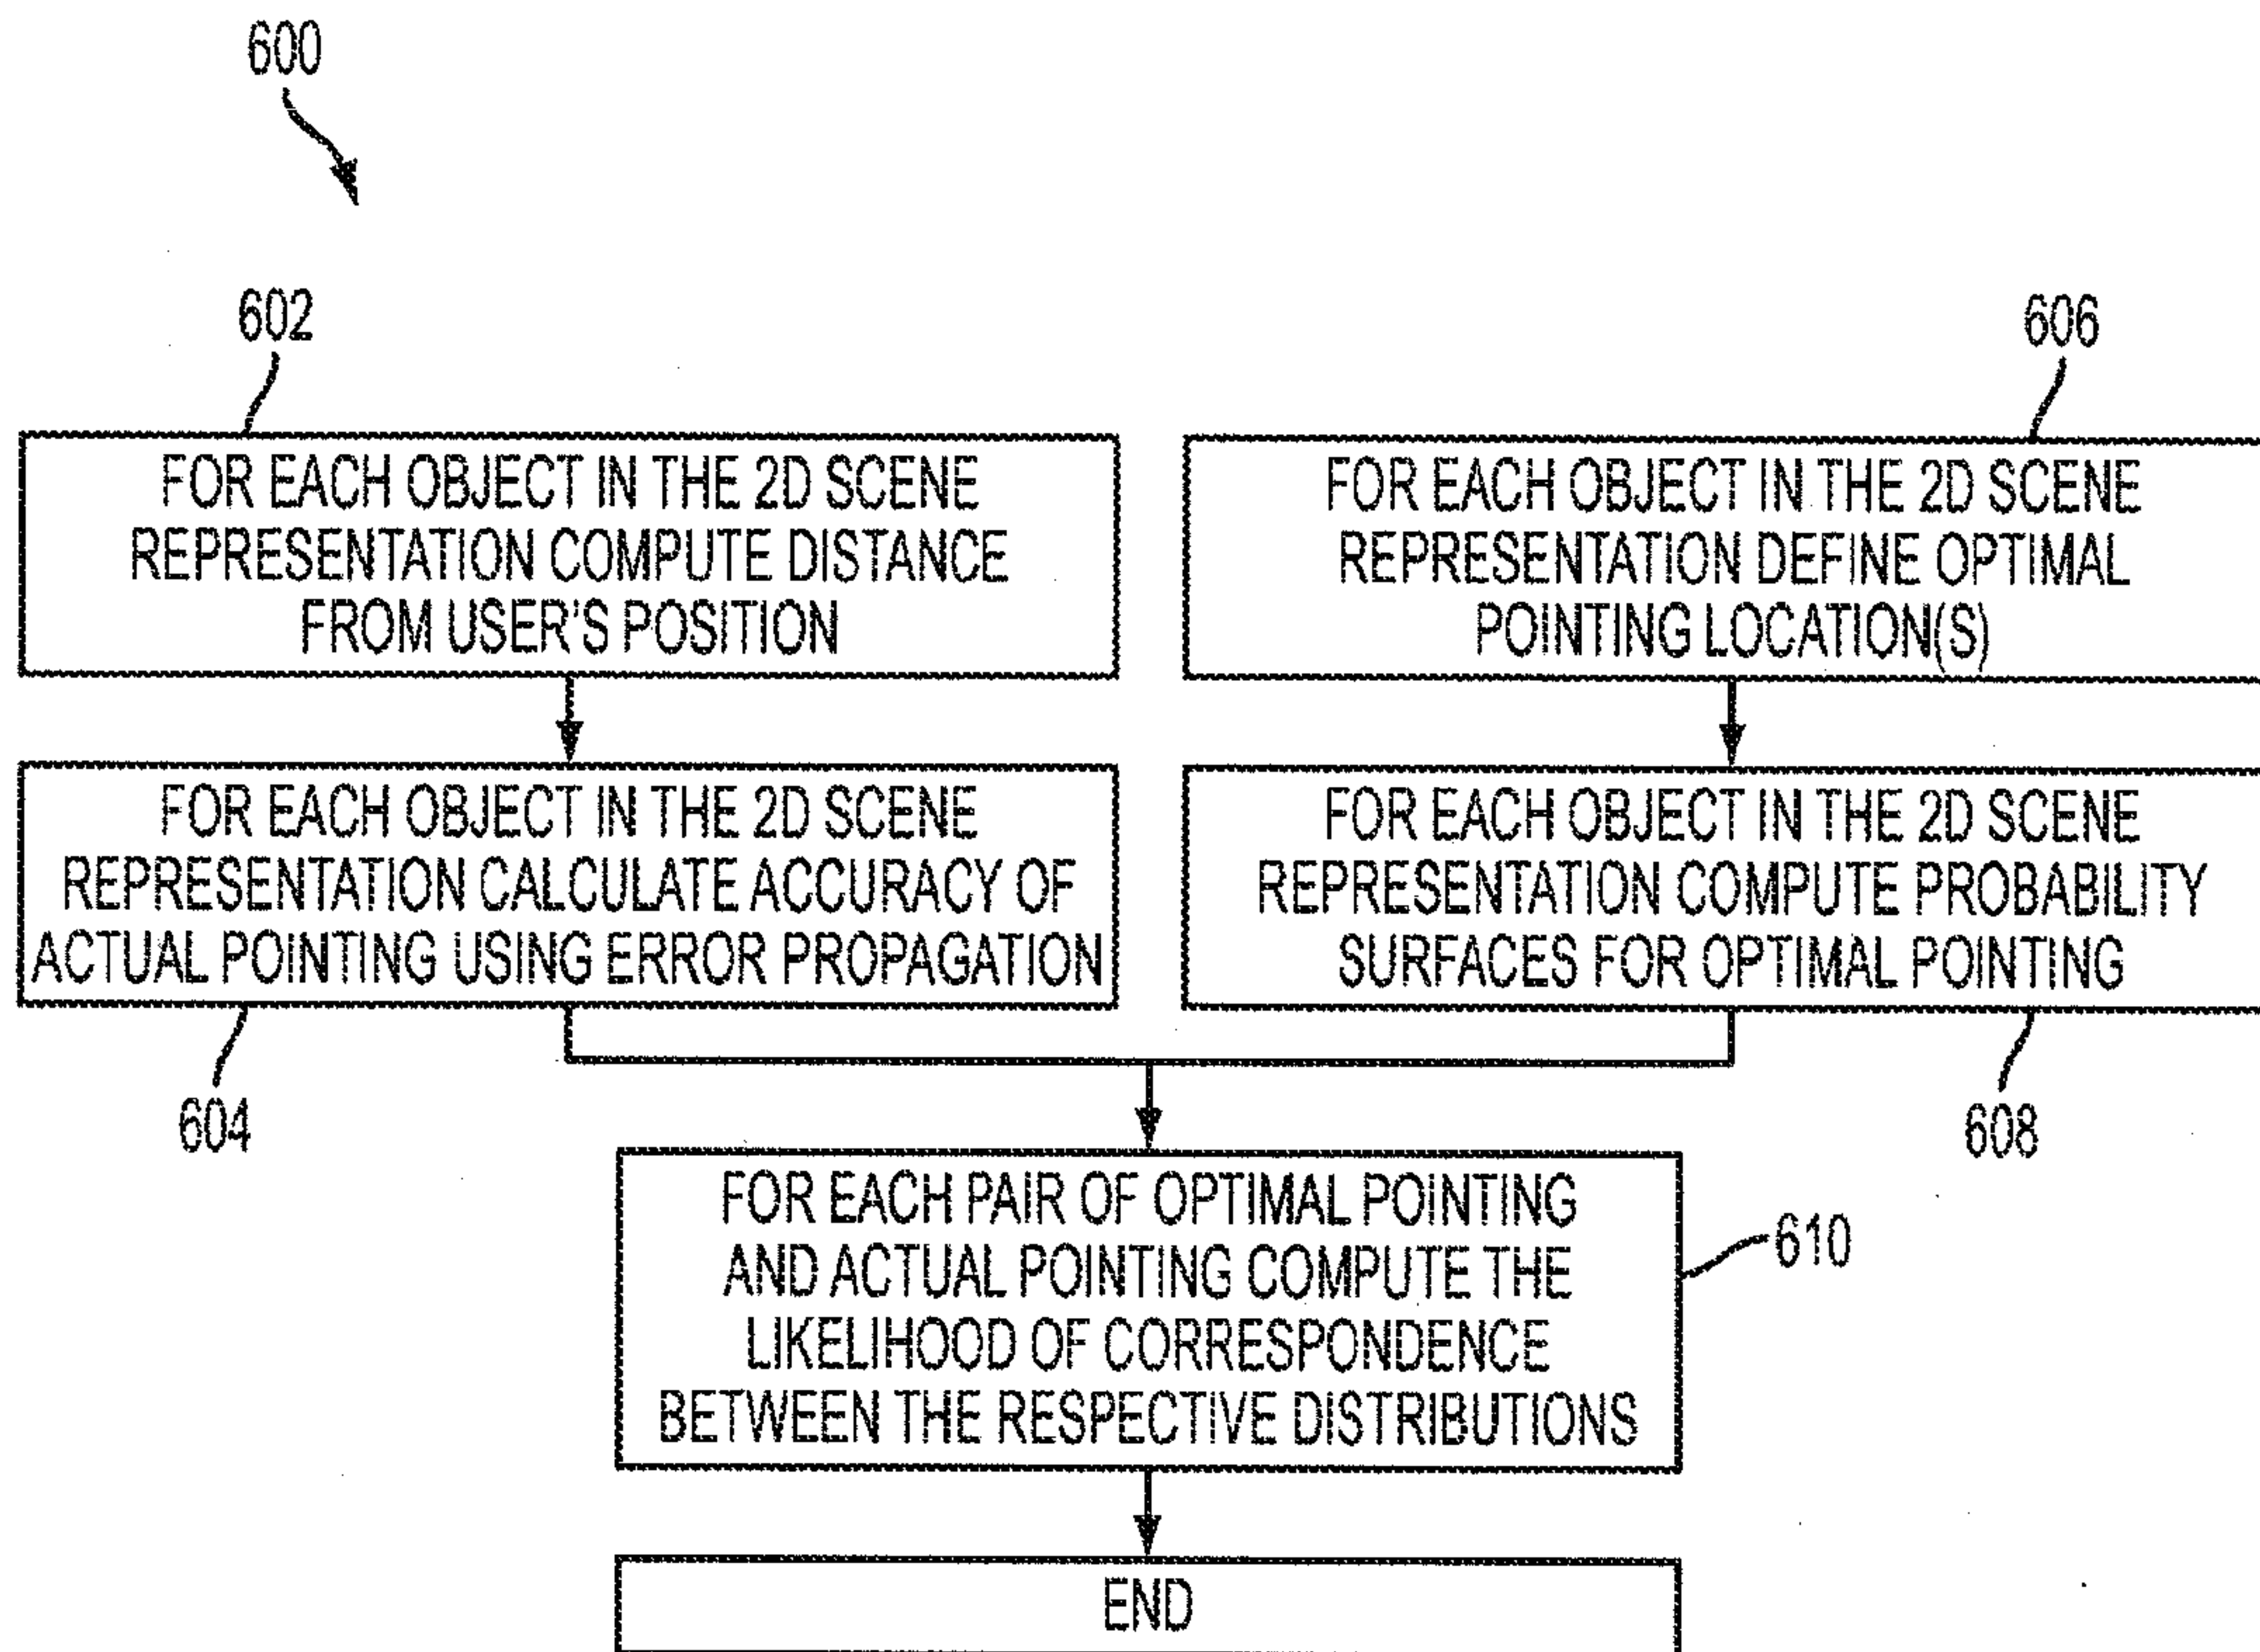 600
602
FOR EACH OBJECT IN THE 2D SCENE
REPRESENTATION COMPUTE DISTANCE
FROM USER'S POSITION
FOR EACH OBJECT IN THE 2D SCENE
REPRESENTATION CALCULATE ACCURACY OF
ACTUAL POINTING USING ERROR PROPAGATION
604
606
FOR EACH OBJECT IN THE 2D SCENE
REPRESENTATION DEFINE OPTIMAL
POINTING LOCATION(S)
FOR EACH OBJECT IN THE 2D SCENE
REPRESENTATION COMPUTE PROBABILITY
SURFACES FOR OPTIMAL POINTING
608
FOR EACH PAIR OF OPTIMAL POINTING
AND ACTUAL POINTING COMPUTE THE
LIKELIHOOD OF CORRESPONDENCE
BETWEEN THE RESPECTIVE DISTRIBUTIONS
610
END